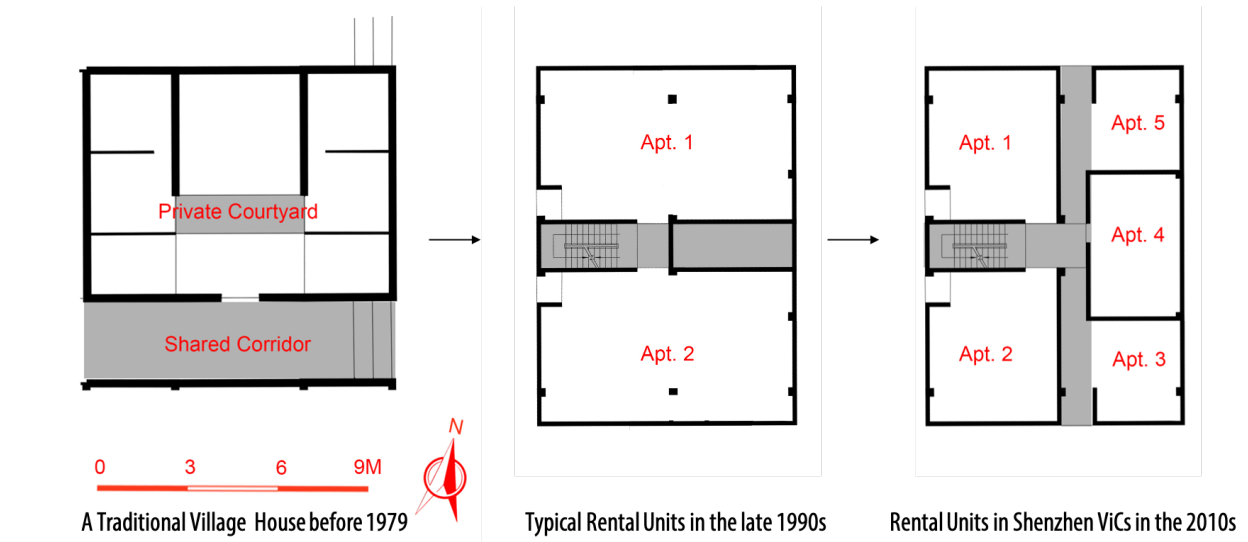 Private Courtyard
Shared Corridor
N
0 3 6 9M
A Traditional Village House before 1979
Apt. 1
Apt. 2
Typical Rental Units in the late 1990s
Apt. 1
Apt. 5
Apt. 4
Apt. 2
Apt. 3
Rental Units in Shenzhen ViCs in the 2010s